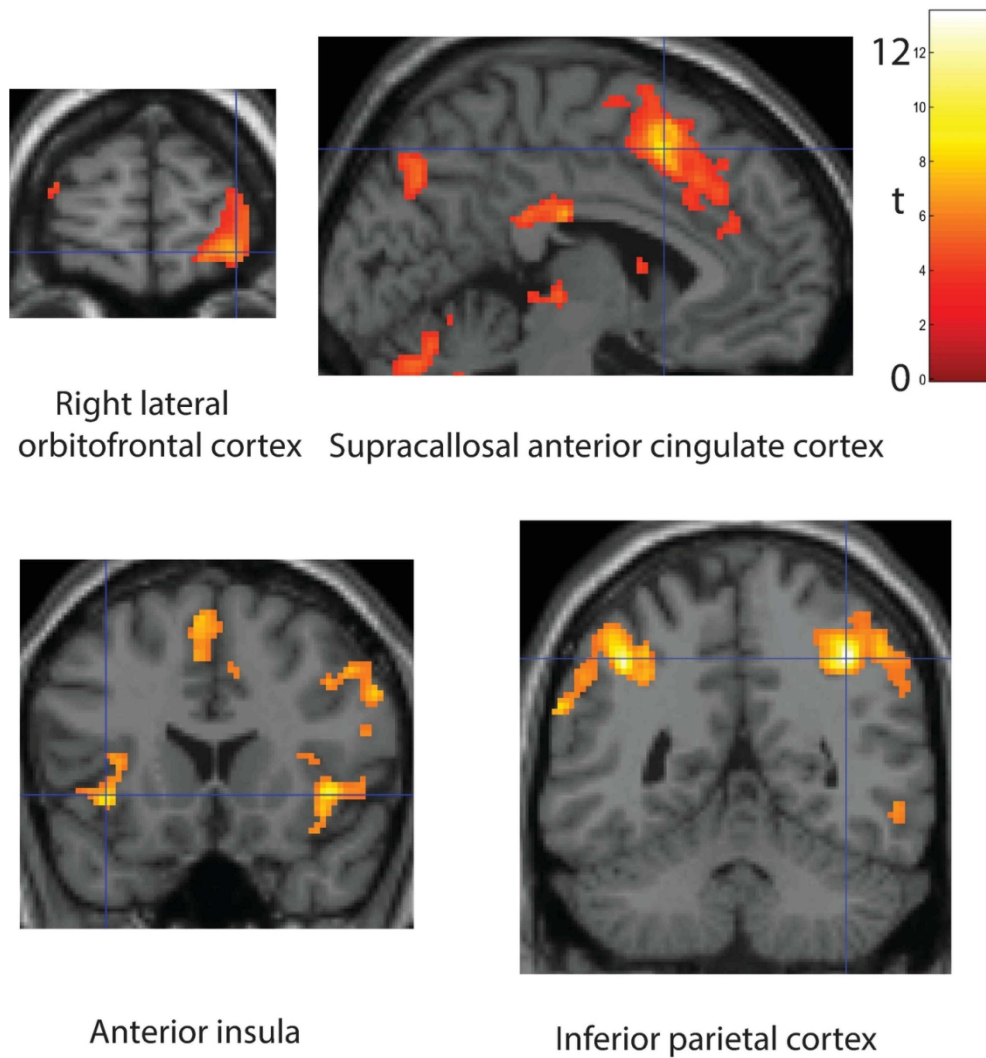 12
12
10
8
t
6
4
2
0
0
Right lateral
orbitofrontal cortex
Supracallosal anterior cingulate cortex
Anterior insula
Inferior parietal cortex